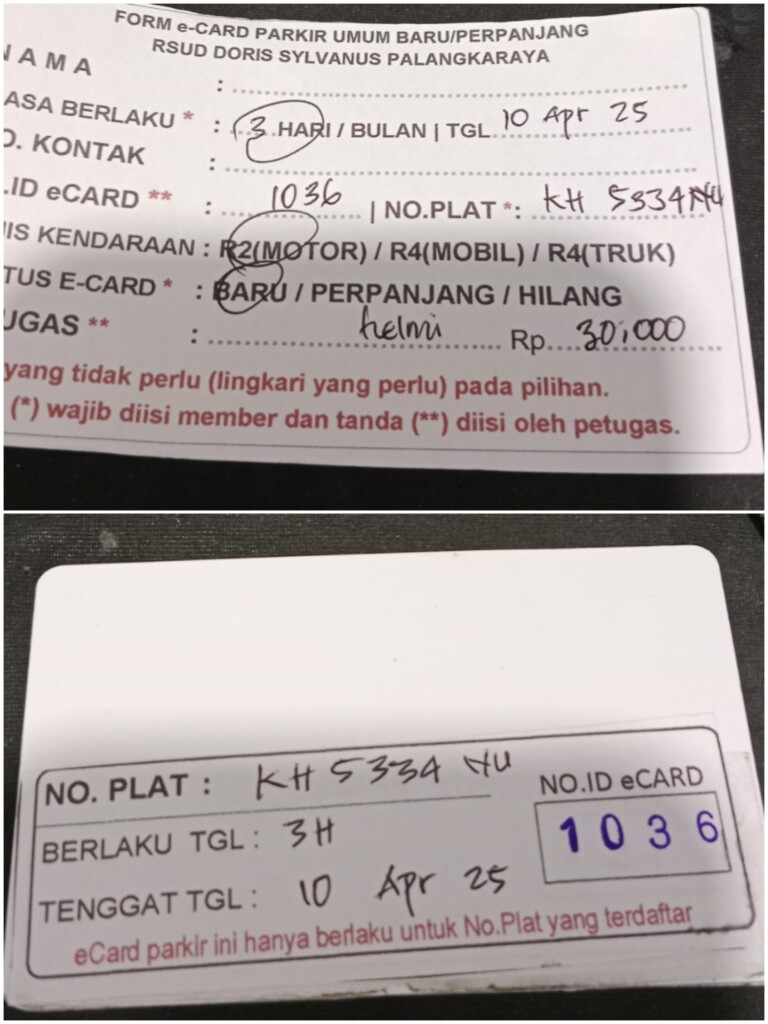 FORM e-CARD PARKIR UMUM BARU/PERPANJANG
RSUD DORIS SYLVANUS PALANGKARAYA
AMA :
ASA BERLAKU * : 3 HARI / BULAN | TGL 10 Apr 25
O. KONTAK :
.ID eCARD ** : 1036 | NO.PLAT *: KH 5334 NU
IS KENDARAAN : R2(MOTOR) / R4(MOBIL) / R4(TRUK)
TUS E-CARD * : BARU / PERPANJANG / HILANG
UGAS ** : helmi Rp. 30,000
yang tidak perlu (lingkari yang perlu) pada pilihan.
(*) wajib diisi member dan tanda (**) diisi oleh petugas.
NO. PLAT : KH 5334 NU
NO.ID eCARD
BERLAKU TGL : 3H
1036
TENGGAT TGL : 10 Apr 25
eCard parkir ini hanya berlaku untuk No.Plat yang terdaftar